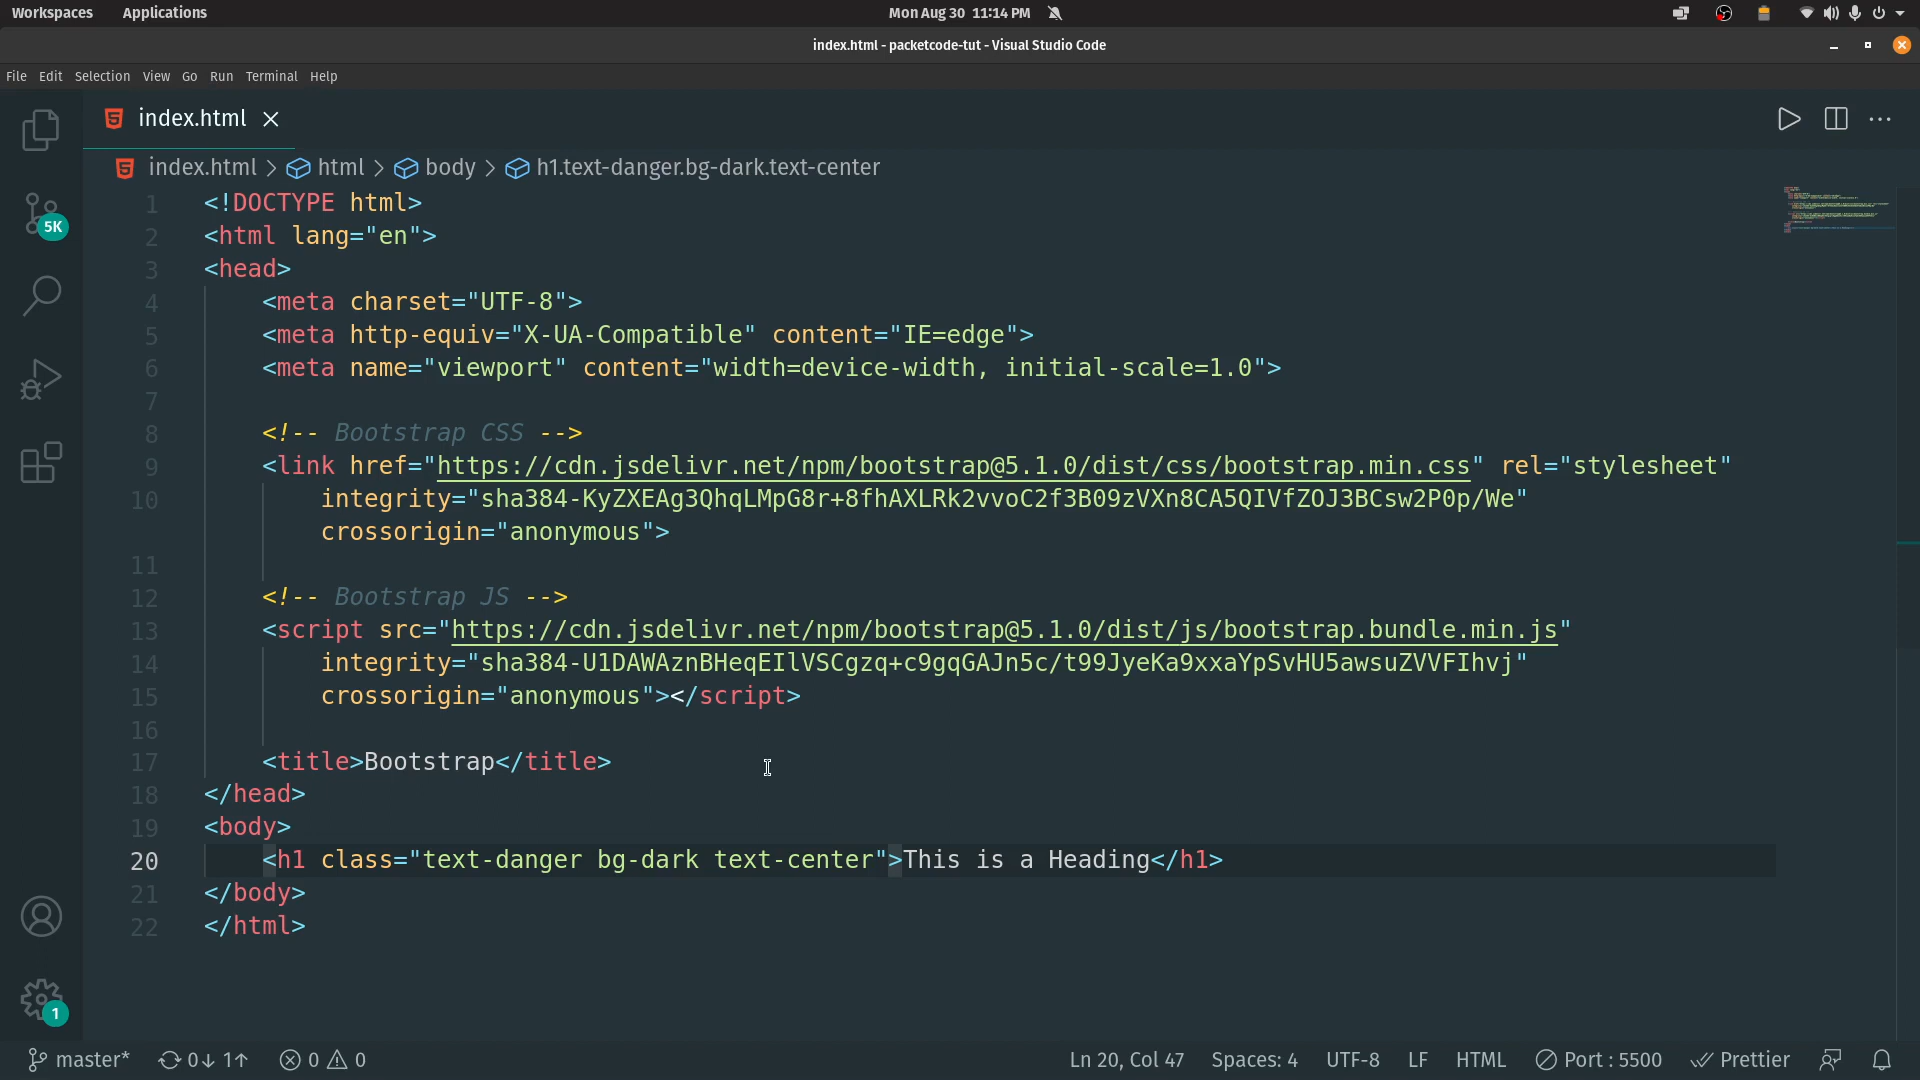 Workspaces Applications Mon Aug 30 11:14 PM
index.html - packetcode-tut - Visual Studio Code
File Edit Selection View Go Run Terminal Help
index.html
index.html > html > body > h1.text-danger.bg-dark.text-center
1 <!DOCTYPE html>
2 <html lang="en">
3 <head>
4 <meta charset="UTF-8">
5 <meta http-equiv="X-UA-Compatible" content="IE=edge">
6 <meta name="viewport" content="width=device-width, initial-scale=1.0">
7
8 <!-- Bootstrap CSS -->
9 <link href="https://cdn.jsdelivr.net/npm/bootstrap@5.1.0/dist/css/bootstrap.min.css" rel="stylesheet"
10 integrity="sha384-KyZXEAg3QhqLMpG8r+8fhAXLRk2vvoC2f3B09zVXn8CA5QIVfZOJ3BCsw2P0p/We"
crossorigin="anonymous">
11
12 <!-- Bootstrap JS -->
13 <script src="https://cdn.jsdelivr.net/npm/bootstrap@5.1.0/dist/js/bootstrap.bundle.min.js"
14 integrity="sha384-U1DAWAznBHeqEIlVSCgzq+c9gqGAJn5c/t99JyeKa9xxaYpSvHU5awsuZVVFIhvj"
15 crossorigin="anonymous"></script>
16
17 <title>Bootstrap</title>
18 </head>
19 <body>
20 <h1 class="text-danger bg-dark text-center">This is a Heading</h1>
21 </body>
22 </html>
5K
1
master* 0↓ 1↑ 0 0 Ln 20, Col 47 Spaces: 4 UTF-8 LF HTML Port : 5500 Prettier